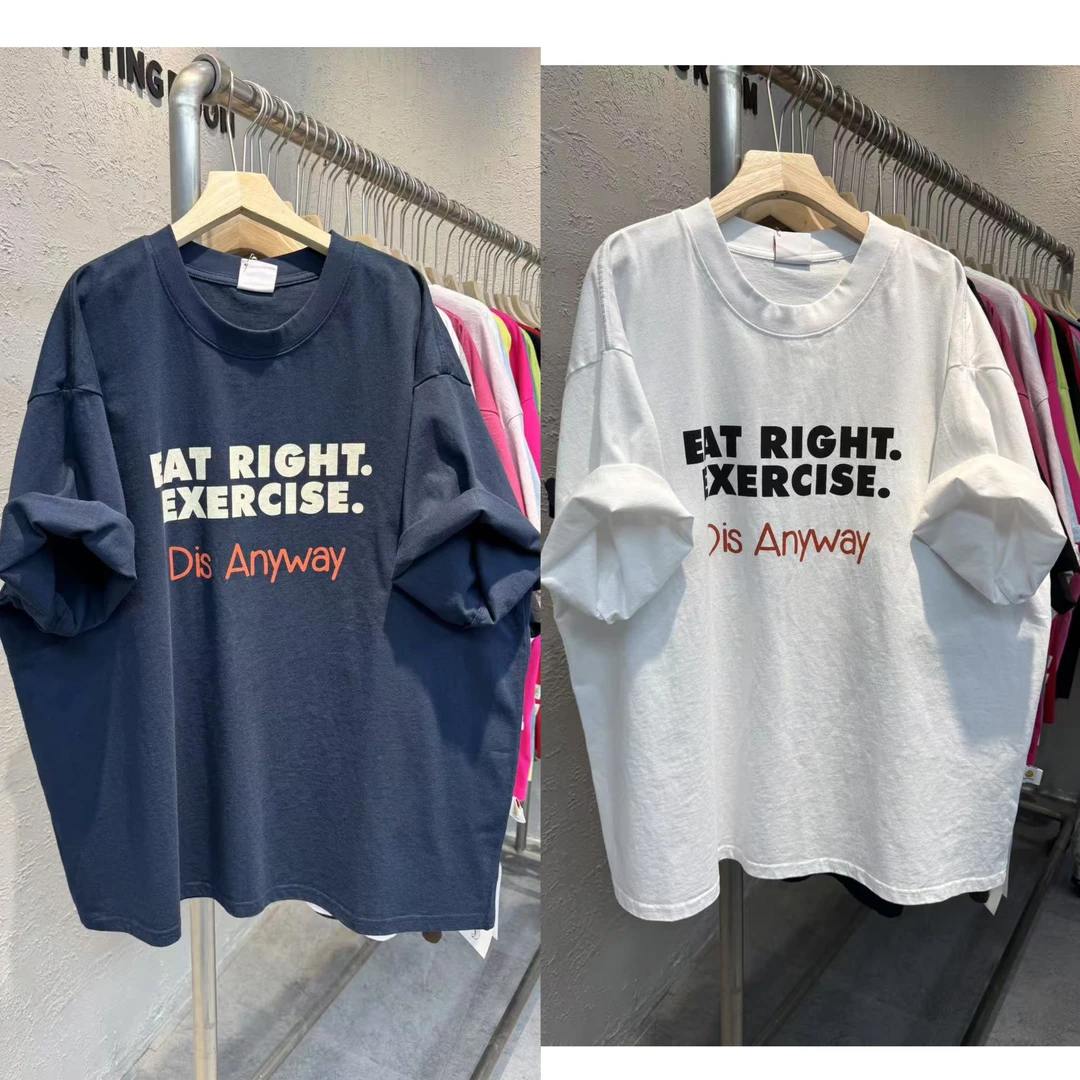 EAT RIGHT.
EXERCISE.
Dis Anyway
EAT RIGHT.
EXERCISE.
Dis Anyway